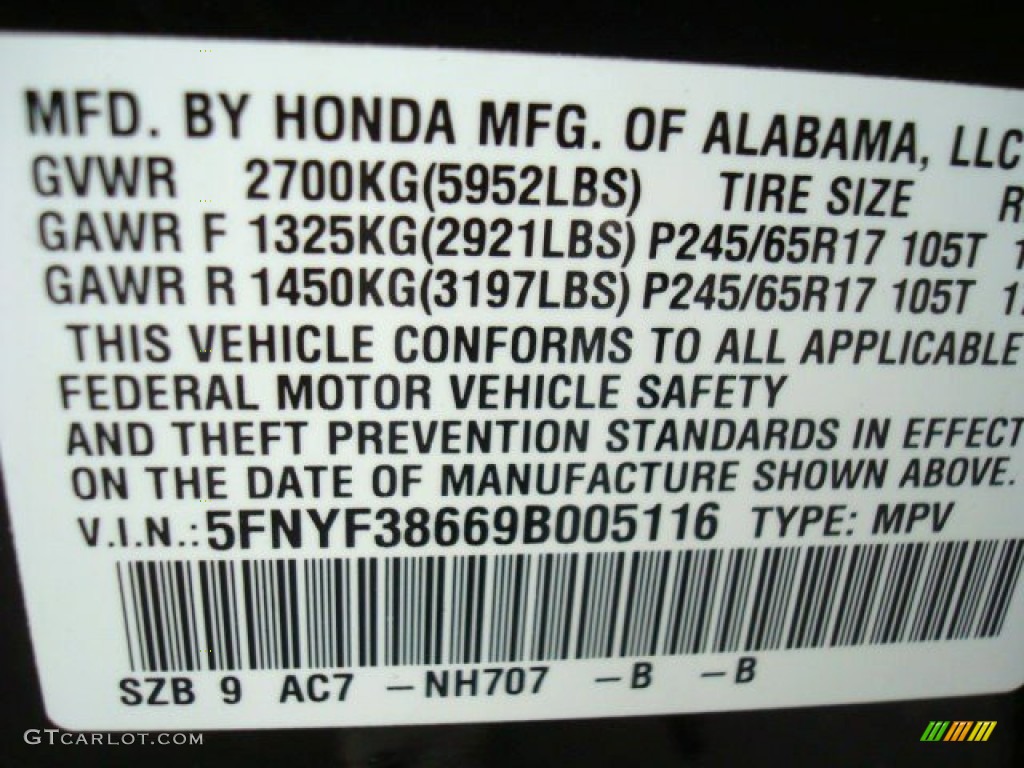 MFD. BY HONDA MFG. OF ALABAMA, LLC
GVWR 2700KG(5952LBS) TIRE SIZE
GAWR F 1325KG(2921LBS) P245/65R17 105T
GAWR R 1450KG(3197LBS) P245/65R17 105T
THIS VEHICLE CONFORMS TO ALL APPLICABLE
FEDERAL MOTOR VEHICLE SAFETY
AND THEFT PREVENTION STANDARDS IN EFFECT
ON THE DATE OF MANUFACTURE SHOWN ABOVE.
V.I.N.: 5FNYF38669B005116 TYPE: MPV
SZB 9 AC7 –NH707 –B –B
GTCARLOT.COM